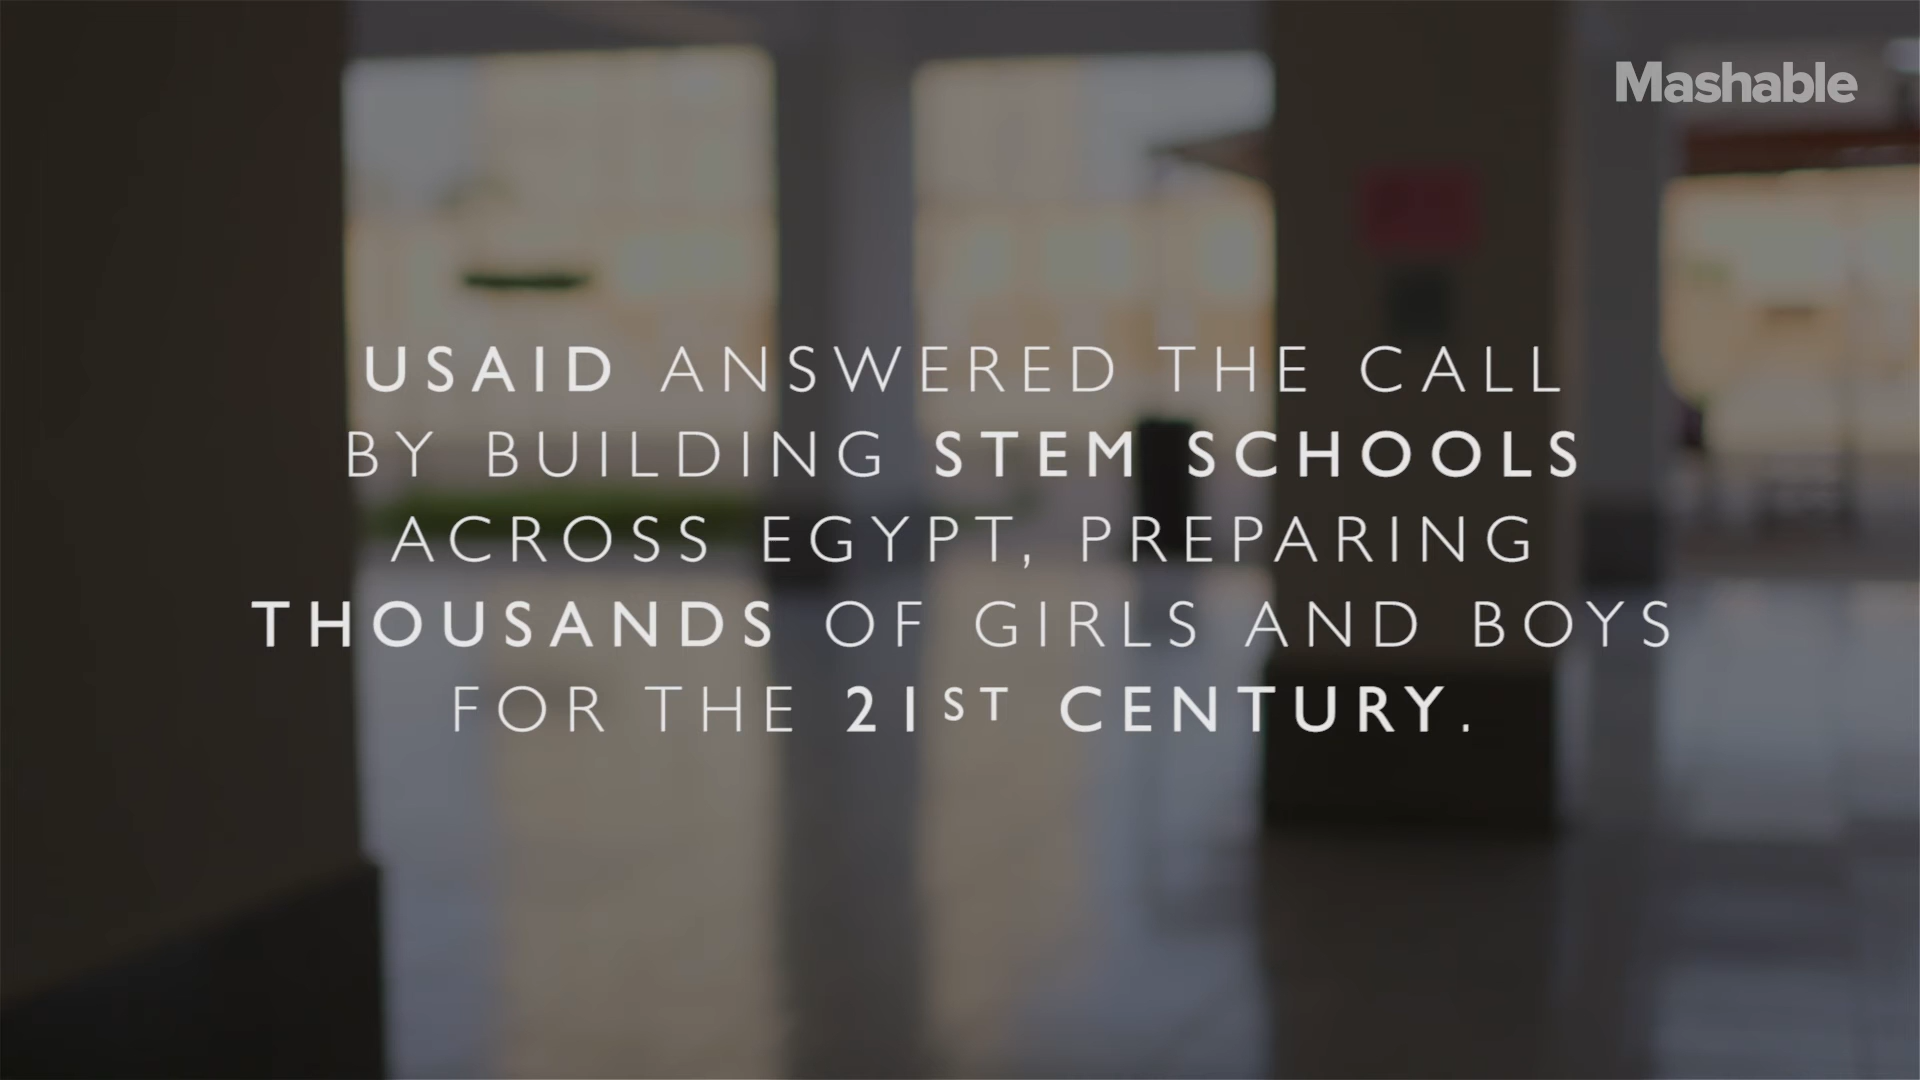 Mashable
USAID ANSWERED THE CALL
BY BUILDING STEM SCHOOLS
ACROSS EGYPT, PREPARING
THOUSANDS OF GIRLS AND BOYS
FOR THE 21ST CENTURY.